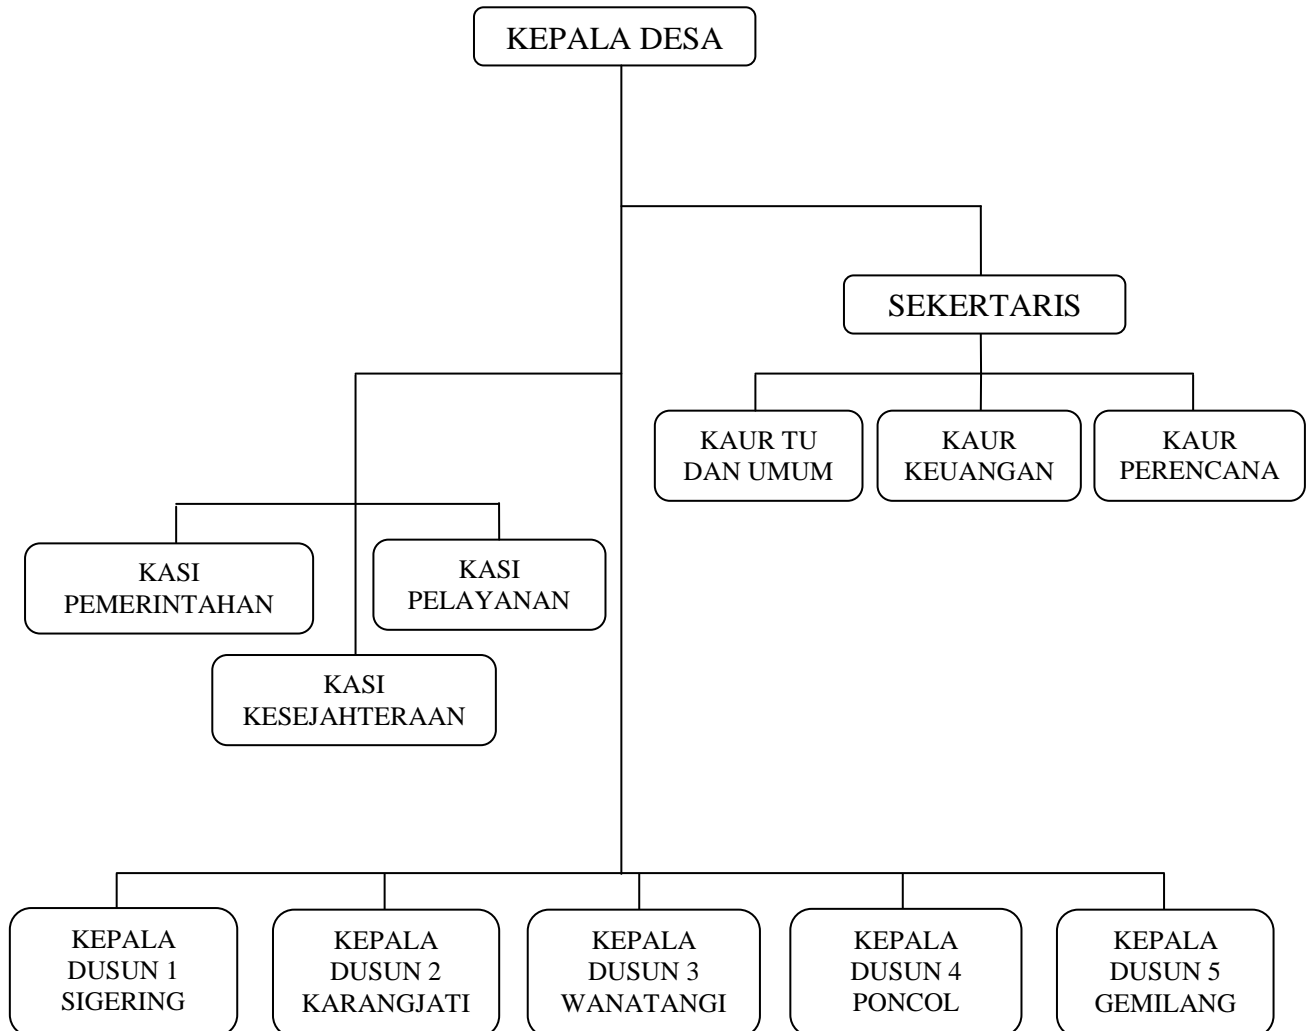 KEPALA DESA
SEKERTARIS
KAUR TU
DAN UMUM
KAUR
KEUANGAN
KAUR
PERENCANA
KASI
PEMERINTAHAN
KASI
PELAYANAN
KASI
KESEJAHTERAAN
KEPALA
DUSUN 1
SIGERING
KEPALA
DUSUN 2
KARANGJATI
KEPALA
DUSUN 3
WANATANGI
KEPALA
DUSUN 4
PONCOL
KEPALA
DUSUN 5
GEMILANG